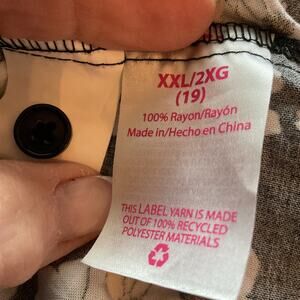 XXL/2XG
(19)
100% Rayon/Rayón
Made in/Hecho en China
THIS LABEL YARN IS MADE
OUT OF 100% RECYCLED
POLYESTER MATERIALS